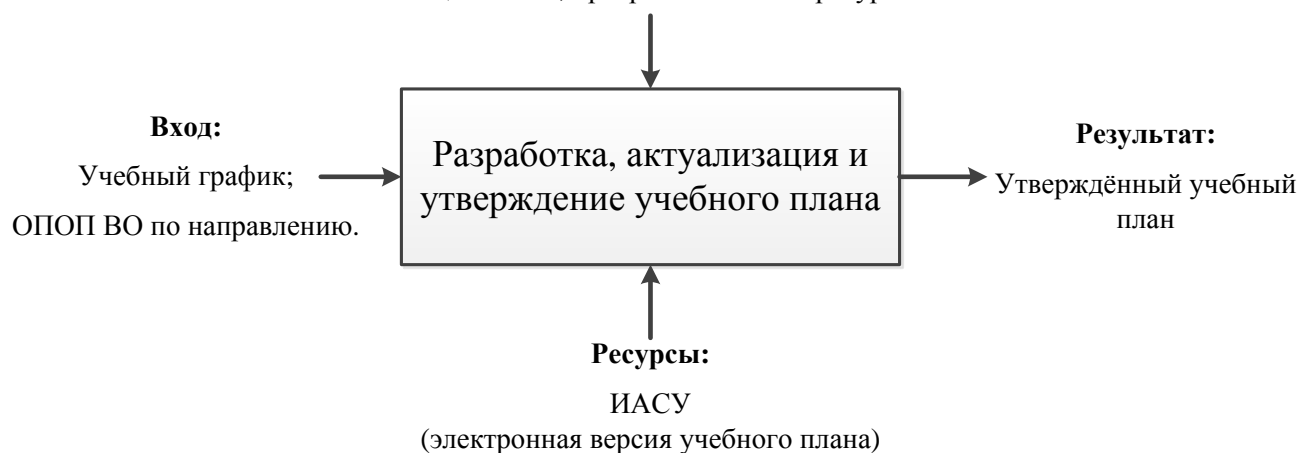 Вход:
Учебный график;
ОПОП ВО по направлению.
Разработка, актуализация и
утверждение учебного плана
Результат:
Утверждённый учебный
план
Ресурсы:
ИАСУ
(электронная версия учебного плана)